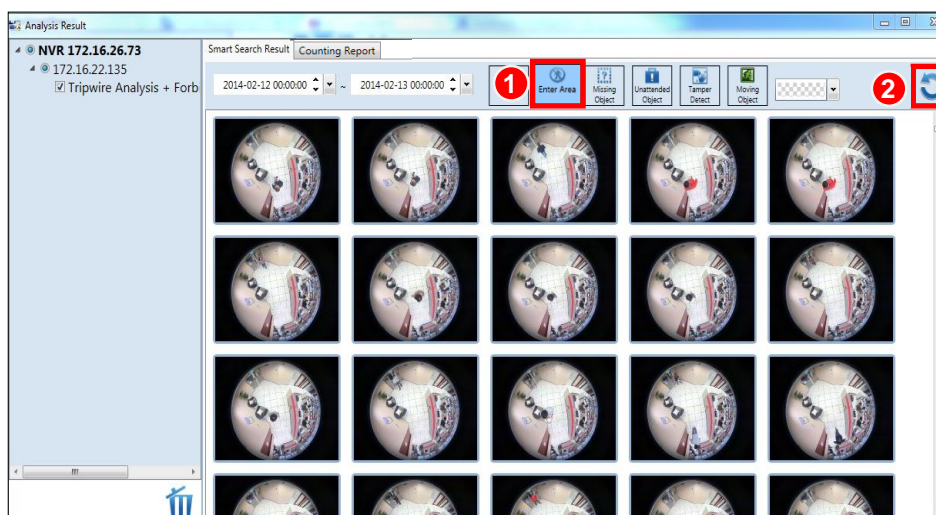 Analysis Result
NVR 172.16.26.73
172.16.22.135
Tripwire Analysis + Forb
Smart Search Result
Counting Report
2014-02-12 00:00:00 ~ 2014-02-13 00:00:00
1
Enter Area
Missing Object
Unattended Object
Tamper Detect
Moving Object
2